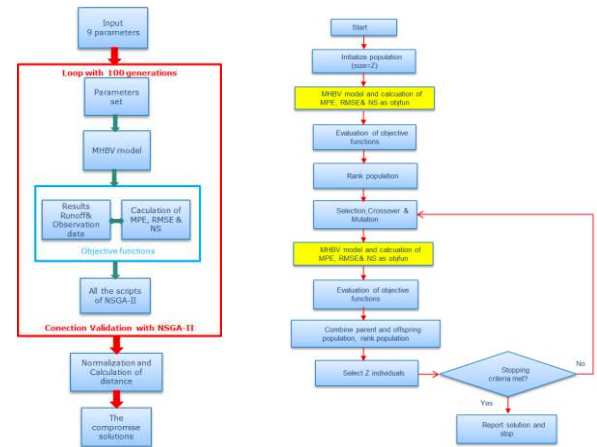 Input
9 parameters
Loop with 100 generations
Parameters
set
MHBV model
Results
Runoff&
Observation
data
Caculation of
MPE, RMSE &
NS
Objective functions
All the scripts
of NSGA-II
Conection Validation with NSGA-II
Normalization and
Calculation of
distance
The
compromise
solutions
Start
Initialize population
(size=Z)
MHBV model and calcuation of
MPE, RMSE& NS as objfun
Evaluation of objective
functions
Rank population
Selection,Crossover &
Mutation
MHBV model and calcuation of
MPE, RMSE& NS as objfun
Evaluation of objective
functions
Combine parent and offspring
population, rank population
Select Z individuals
Stopping
criteria met?
No
Yes
Report solution and
stop